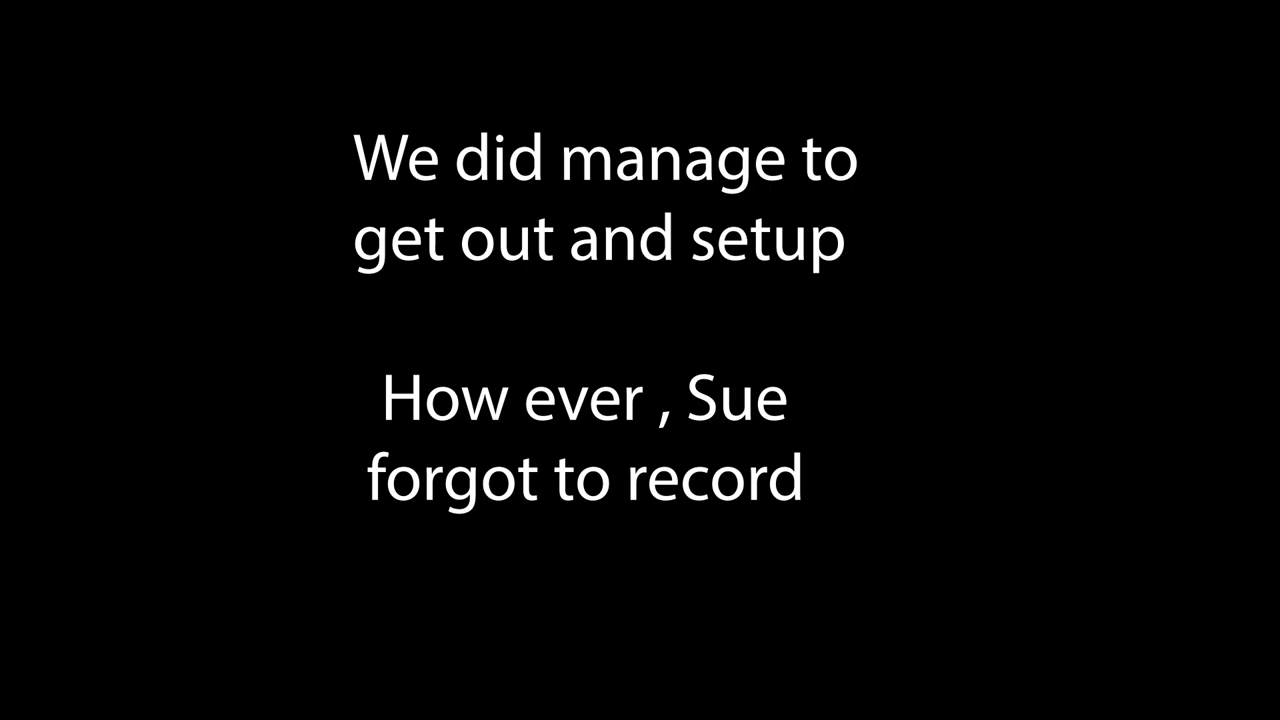 We did manage to
get out and setup
How ever , Sue
forgot to record